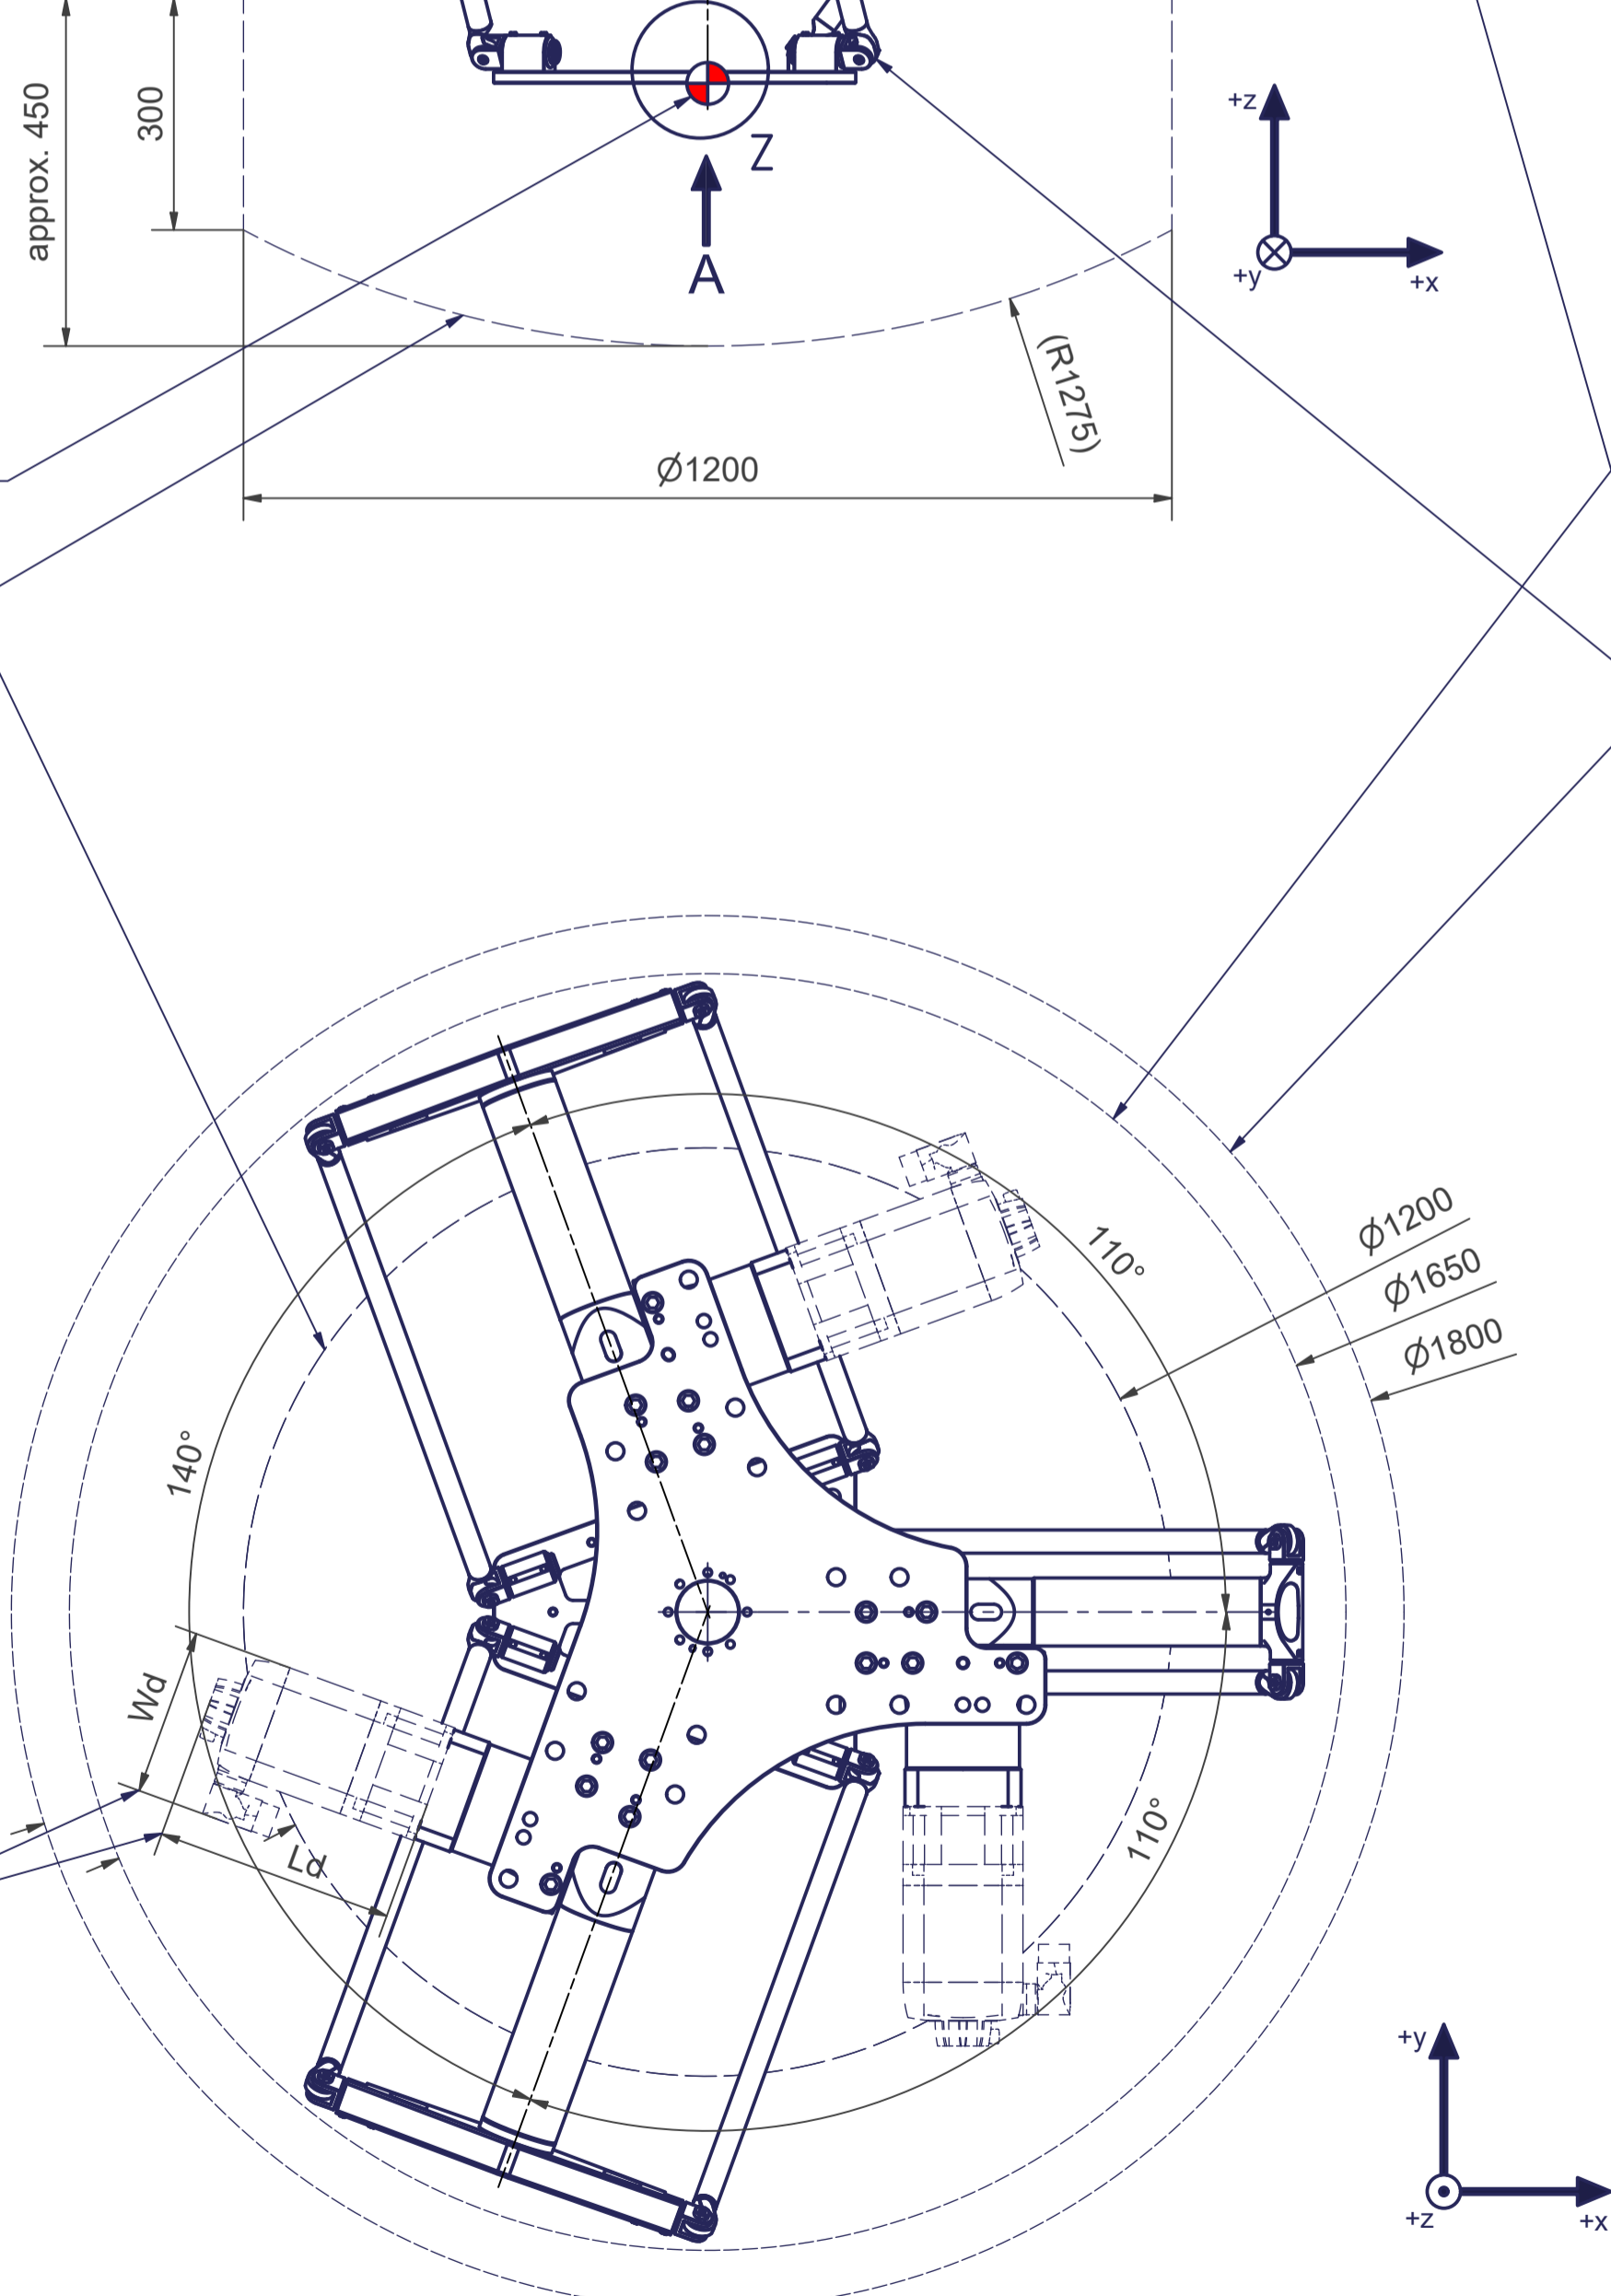 approx. 450
300
Z
A
+z
+y
+x
(R1275)
Ø1200
Ø1200
Ø1650
Ø1800
110°
140°
Wd
Ld
110°
+y
+z
+x